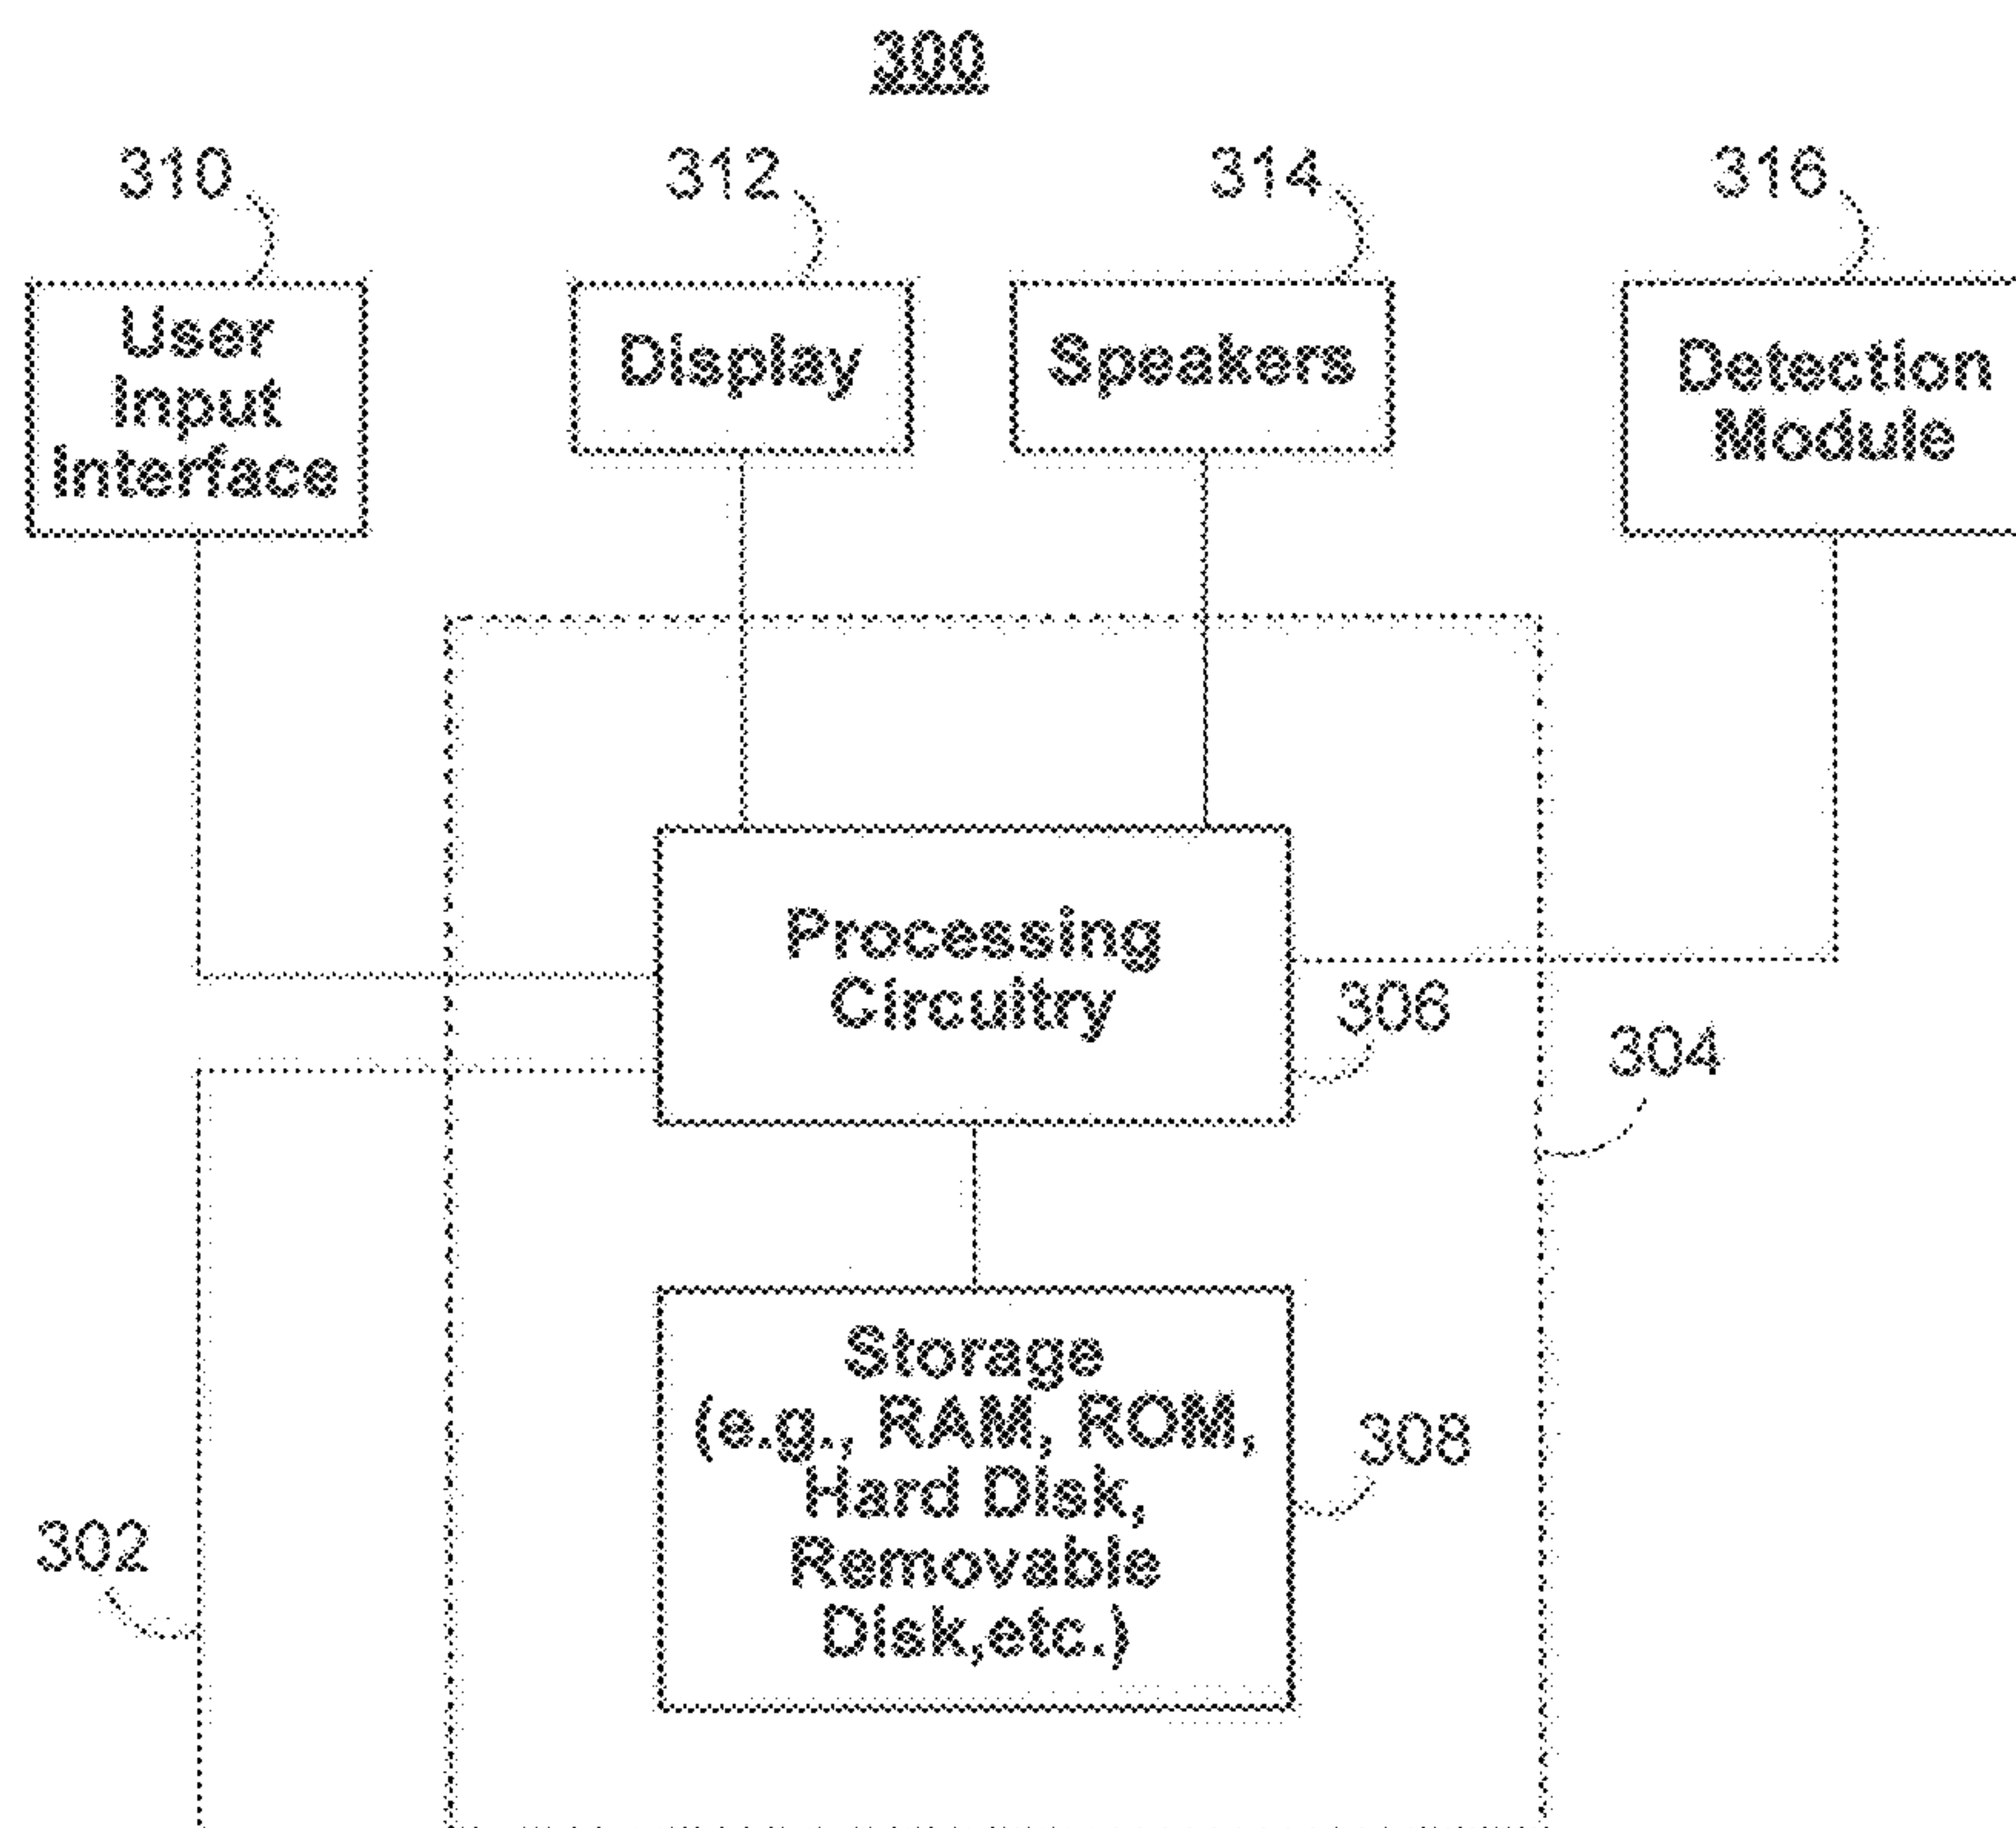 300
310
312
314
316
User
Input
Interface
Display
Speakers
Detection
Module
Processing
Circuitry
306
304
Storage
(e.g., RAM, ROM,
Hard Disk,
Removable
Disk,etc.)
308
302